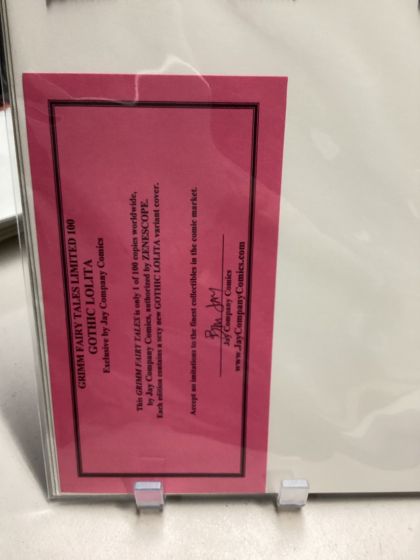 GRIMM FAIRY TALES LIMITED 100
GOTHIC LOLITA
Exclusive by Jay Company Comics
This GRIMM FAIRY TALES is only 1 of 100 copies worldwide,
by Jay Company Comics, authorized by ZENESCOPE.
Each edition contains a sexy new GOTHIC LOLITA variant cover.
Accept no imitations to the finest collectibles in the comic market.
Jay Company Comics
www.JayCompanyComics.com